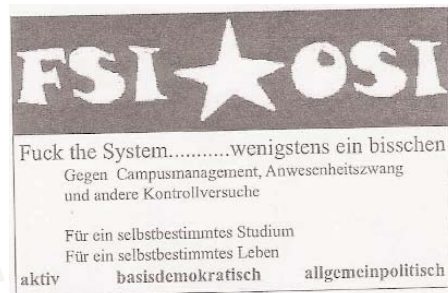 FSI OSI
Fuck the System...........wenigstens ein bisschen
Gegen Campusmanagement, Anwesenheitszwang
und andere Kontrollversuche
Für ein selbstbestimmtes Studium
Für ein selbstbestimmtes Leben
aktiv basisdemokratisch allgemeinpolitisch